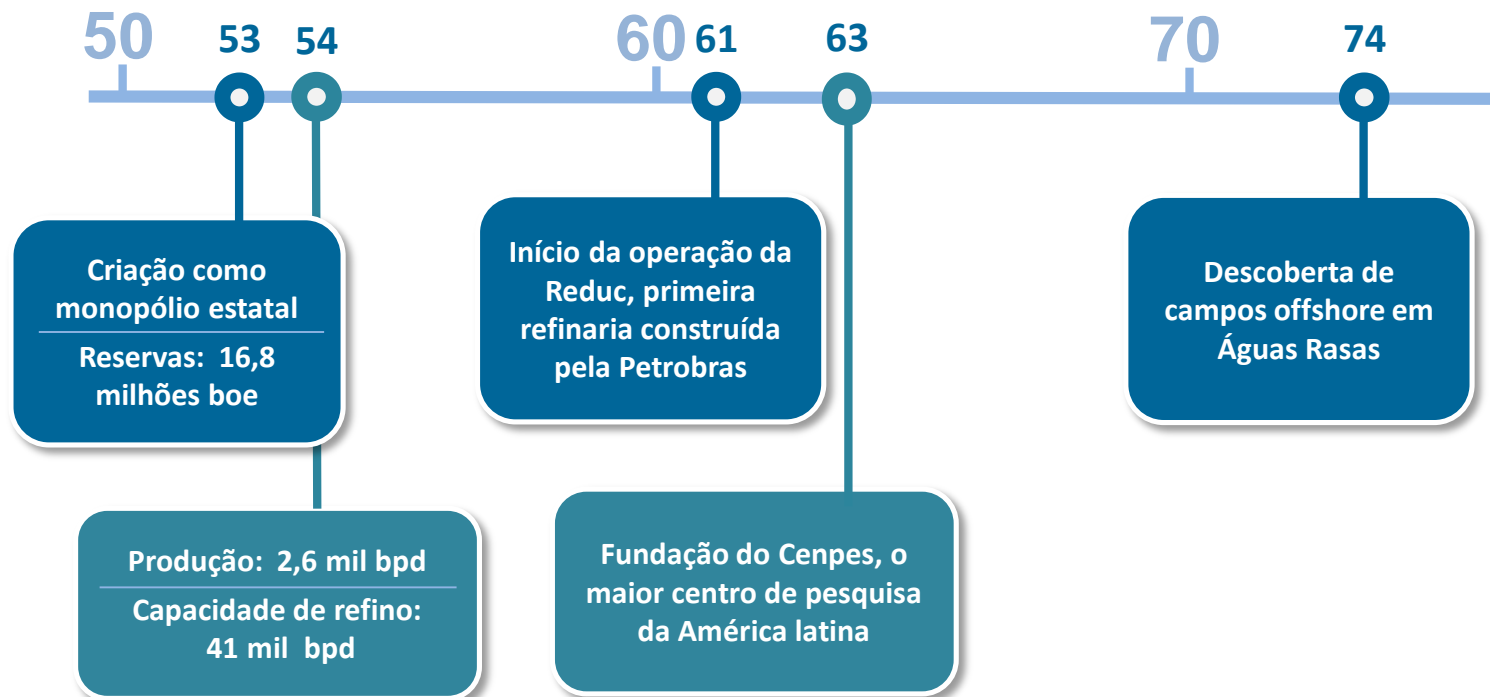 50
53
54
60
61
63
70
74
Criação como
monopólio estatal
Reservas: 16,8
milhões boe
Início da operação da
Reduc, primeira
refinaria construída
pela Petrobras
Descoberta de
campos offshore em
Águas Rasas
Produção: 2,6 mil bpd
Capacidade de refino:
41 mil bpd
Fundação do Cenpes, o
maior centro de pesquisa
da América latina